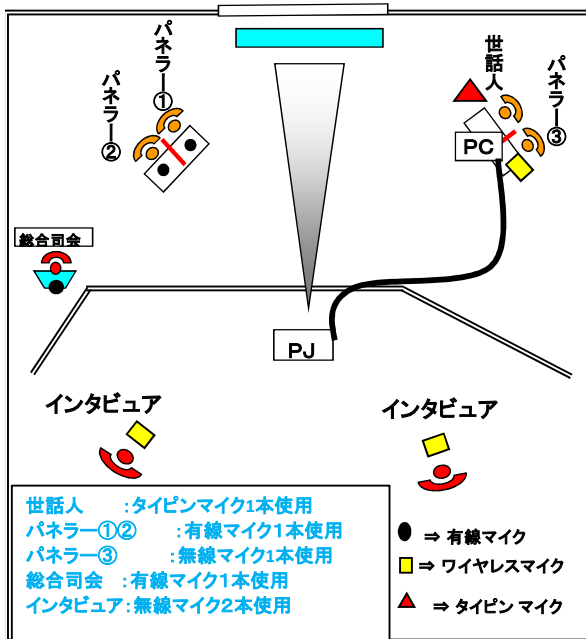 パネラー①
パネラー②
世話人
パネラー③
PC
総合司会
PJ
インタビュア
インタビュア
世話人　：タイピンマイク1本使用
パネラー①②　：有線マイク１本使用
パネラー③　：無線マイク1本使用
総合司会　：有線マイク1本使用
インタビュア：無線マイク２本使用
⇒ 有線マイク
⇒ ワイヤレスマイク
⇒ タイピン マイク